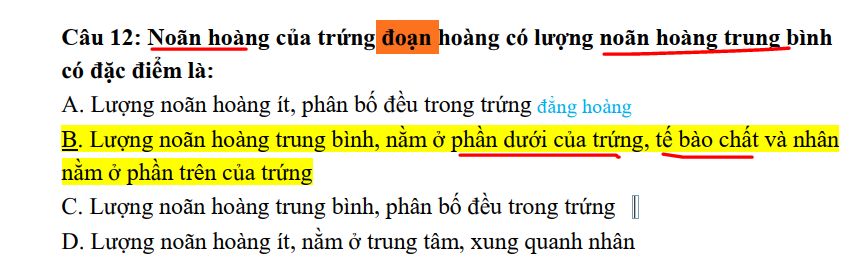 Câu 12: Noãn hoàng của trứng đoạn hoàng có lượng noãn hoàng trung bình
có đặc điểm là:
A. Lượng noãn hoàng ít, phân bố đều trong trứng đẳng hoàng
B. Lượng noãn hoàng trung bình, nằm ở phần dưới của trứng, tế bào chất và nhân
nằm ở phần trên của trứng
C. Lượng noãn hoàng trung bình, phân bố đều trong trứng
D. Lượng noãn hoàng ít, nằm ở trung tâm, xung quanh nhân